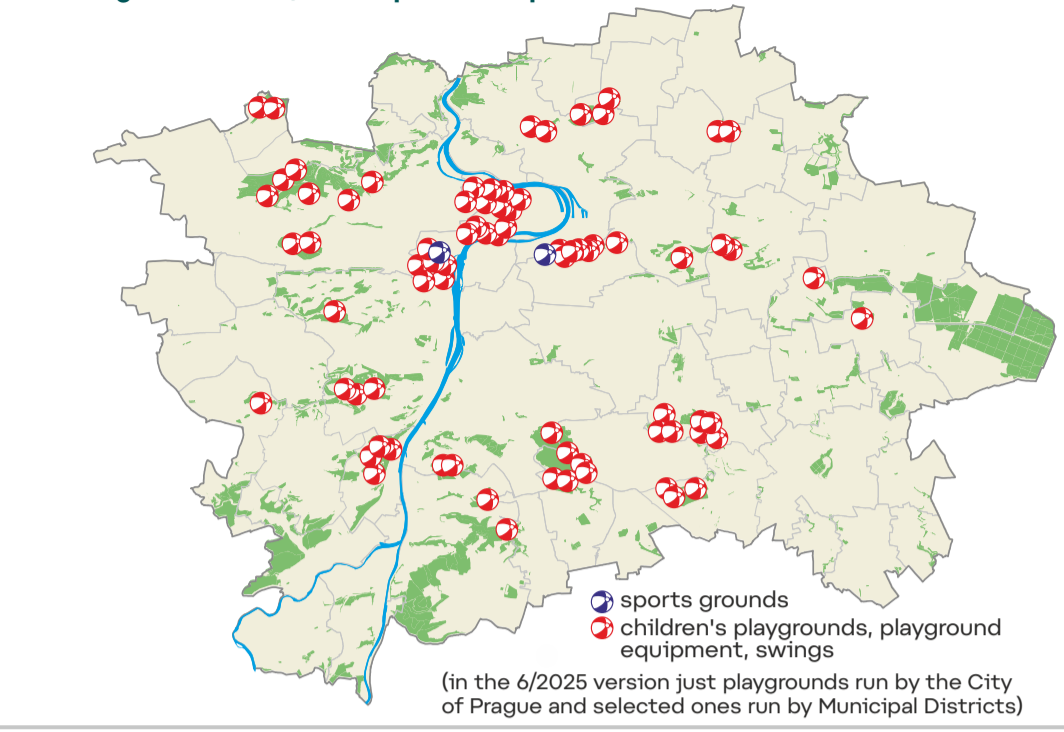 sports grounds
children's playgrounds, playground
equipment, swings
(in the 6/2025 version just playgrounds run by the City
of Prague and selected ones run by Municipal Districts)